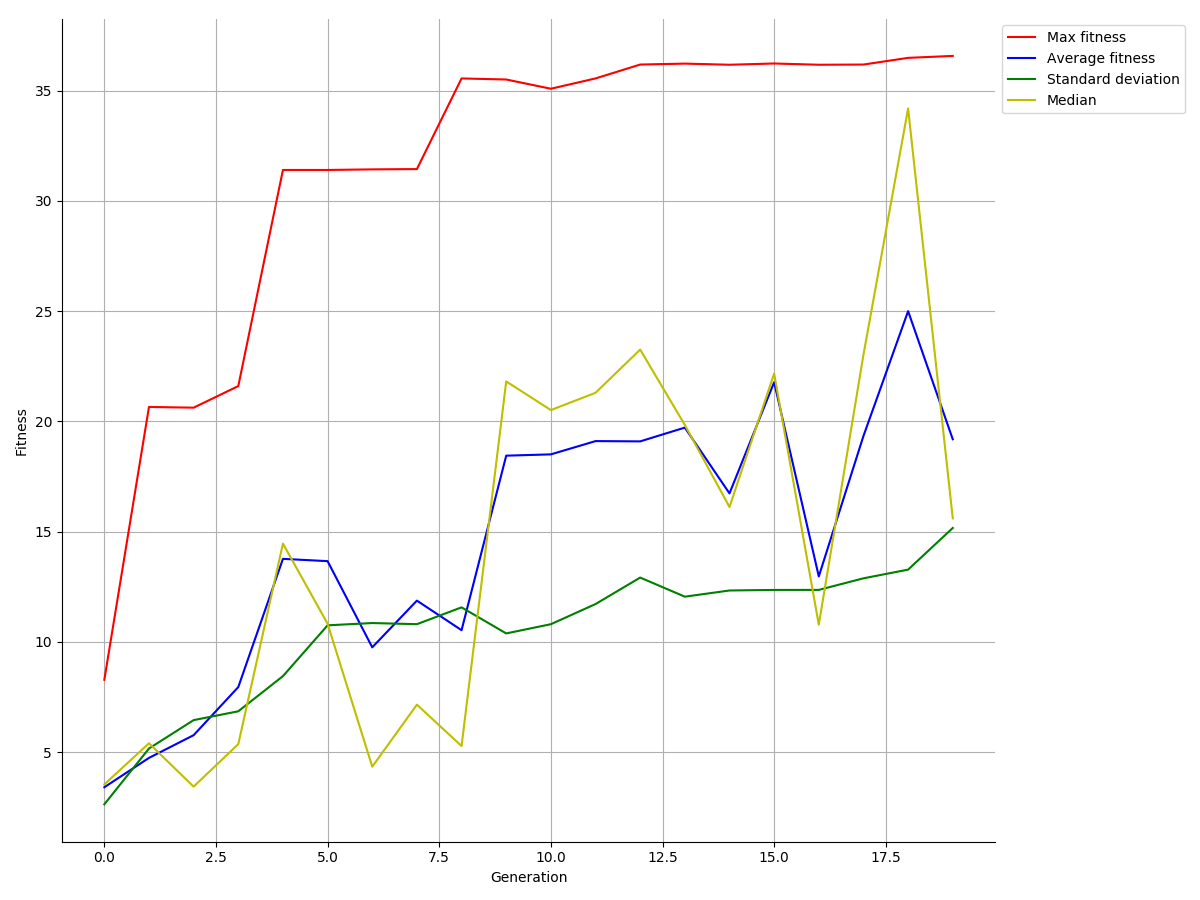 Max fitness
Average fitness
Standard deviation
Median
Fitness
35
30
25
20
15
10
5
0.0 2.5 5.0 7.5 10.0 12.5 15.0 17.5
Generation